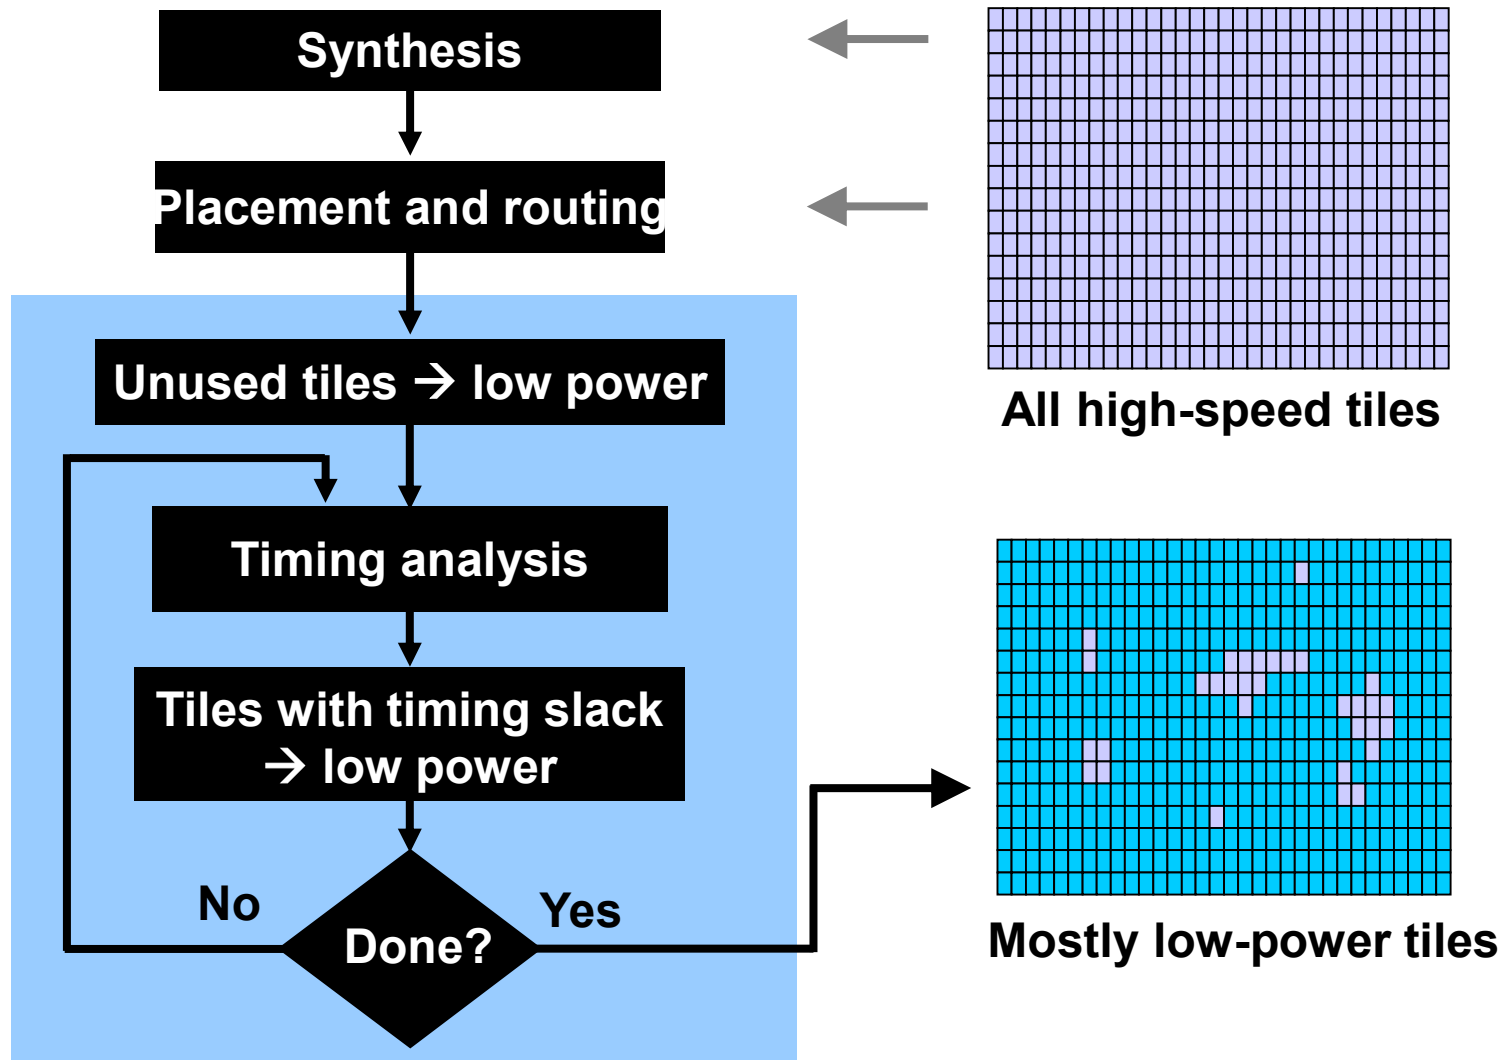 Synthesis
Placement and routing
Unused tiles → low power
Timing analysis
Tiles with timing slack
→ low power
No
Yes
Done?
All high-speed tiles
Mostly low-power tiles